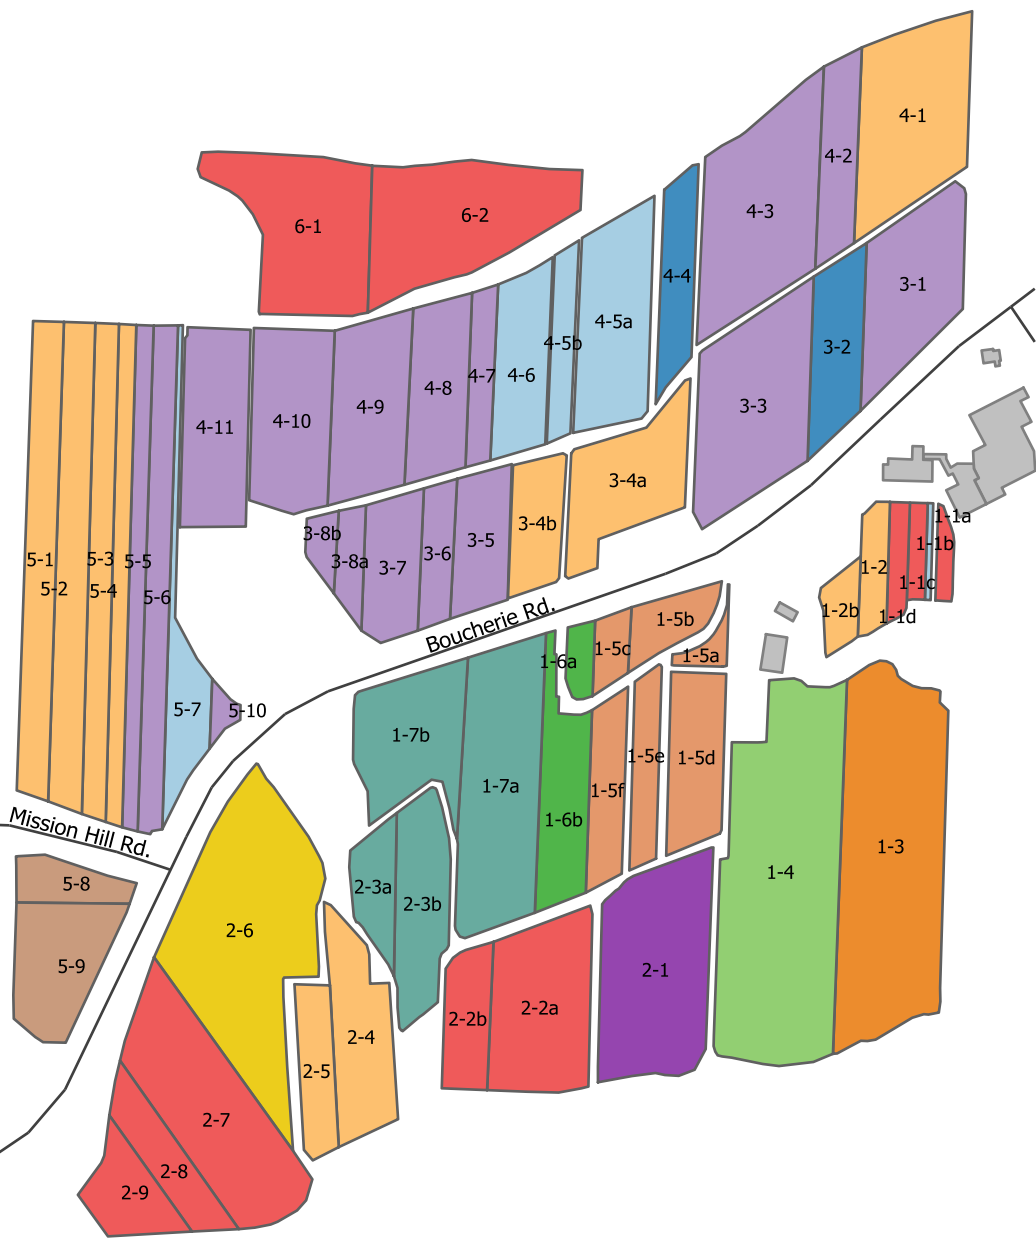 4-1
4-2
4-3
6-1
6-2
4-4
3-1
4-5a
4-5b
3-2
4-6
4-7
4-8
4-9
3-3
4-10
4-11
3-4a
1-1a
3-4b
3-8b
3-5
1-1b
3-6
5-1
5-3
5-5
3-8a
3-7
1-2
1-1c
5-2
5-4
5-6
Boucherie Rd.
1-2b
1-1d
1-5b
1-5c
1-5a
1-6a
5-7
5-10
1-7b
1-5e
1-5d
1-7a
1-5f
Mission Hill Rd.
1-6b
1-3
1-4
5-8
2-3a
2-3b
2-6
5-9
2-1
2-2a
2-2b
2-4
2-5
2-7
2-8
2-9